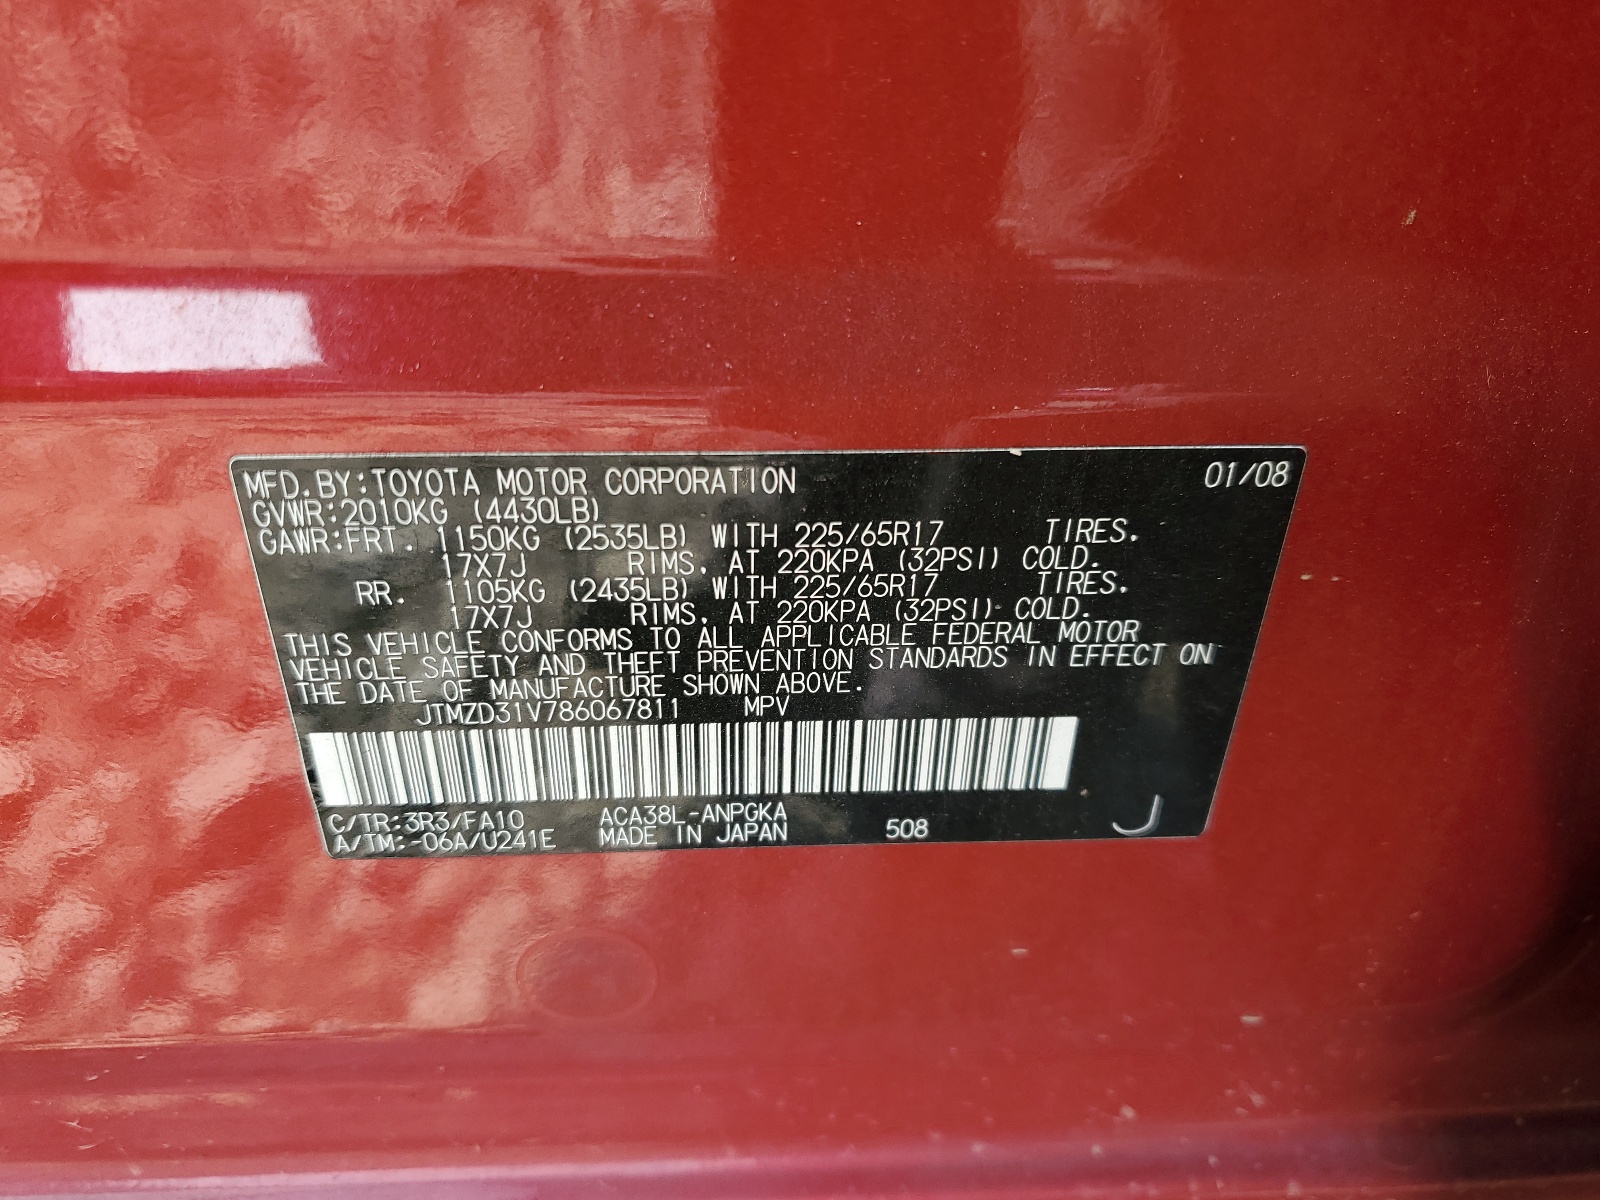 MFD.BY:TOYOTA MOTOR CORPORATION 01/08
GVWR:2010KG (4430LB)
GAWR:FRT. 1150KG (2535LB) WITH 225/65R17 TIRES.
17X7J RIMS, AT 220KPA (32PSI) COLD.
RR. 1105KG (2435LB) WITH 225/65R17 TIRES.
17X7J RIMS, AT 220KPA (32PSI) COLD.
THIS VEHICLE CONFORMS TO ALL APPLICABLE FEDERAL MOTOR
VEHICLE SAFETY AND THEFT PREVENTION STANDARDS IN EFFECT ON
THE DATE OF MANUFACTURE SHOWN ABOVE.
JTMZD31V786067811 MPV
C/TR:3R3/FA10 ACA38L-ANPGKA
A/TM:-06A/U241E MADE IN JAPAN 508 J